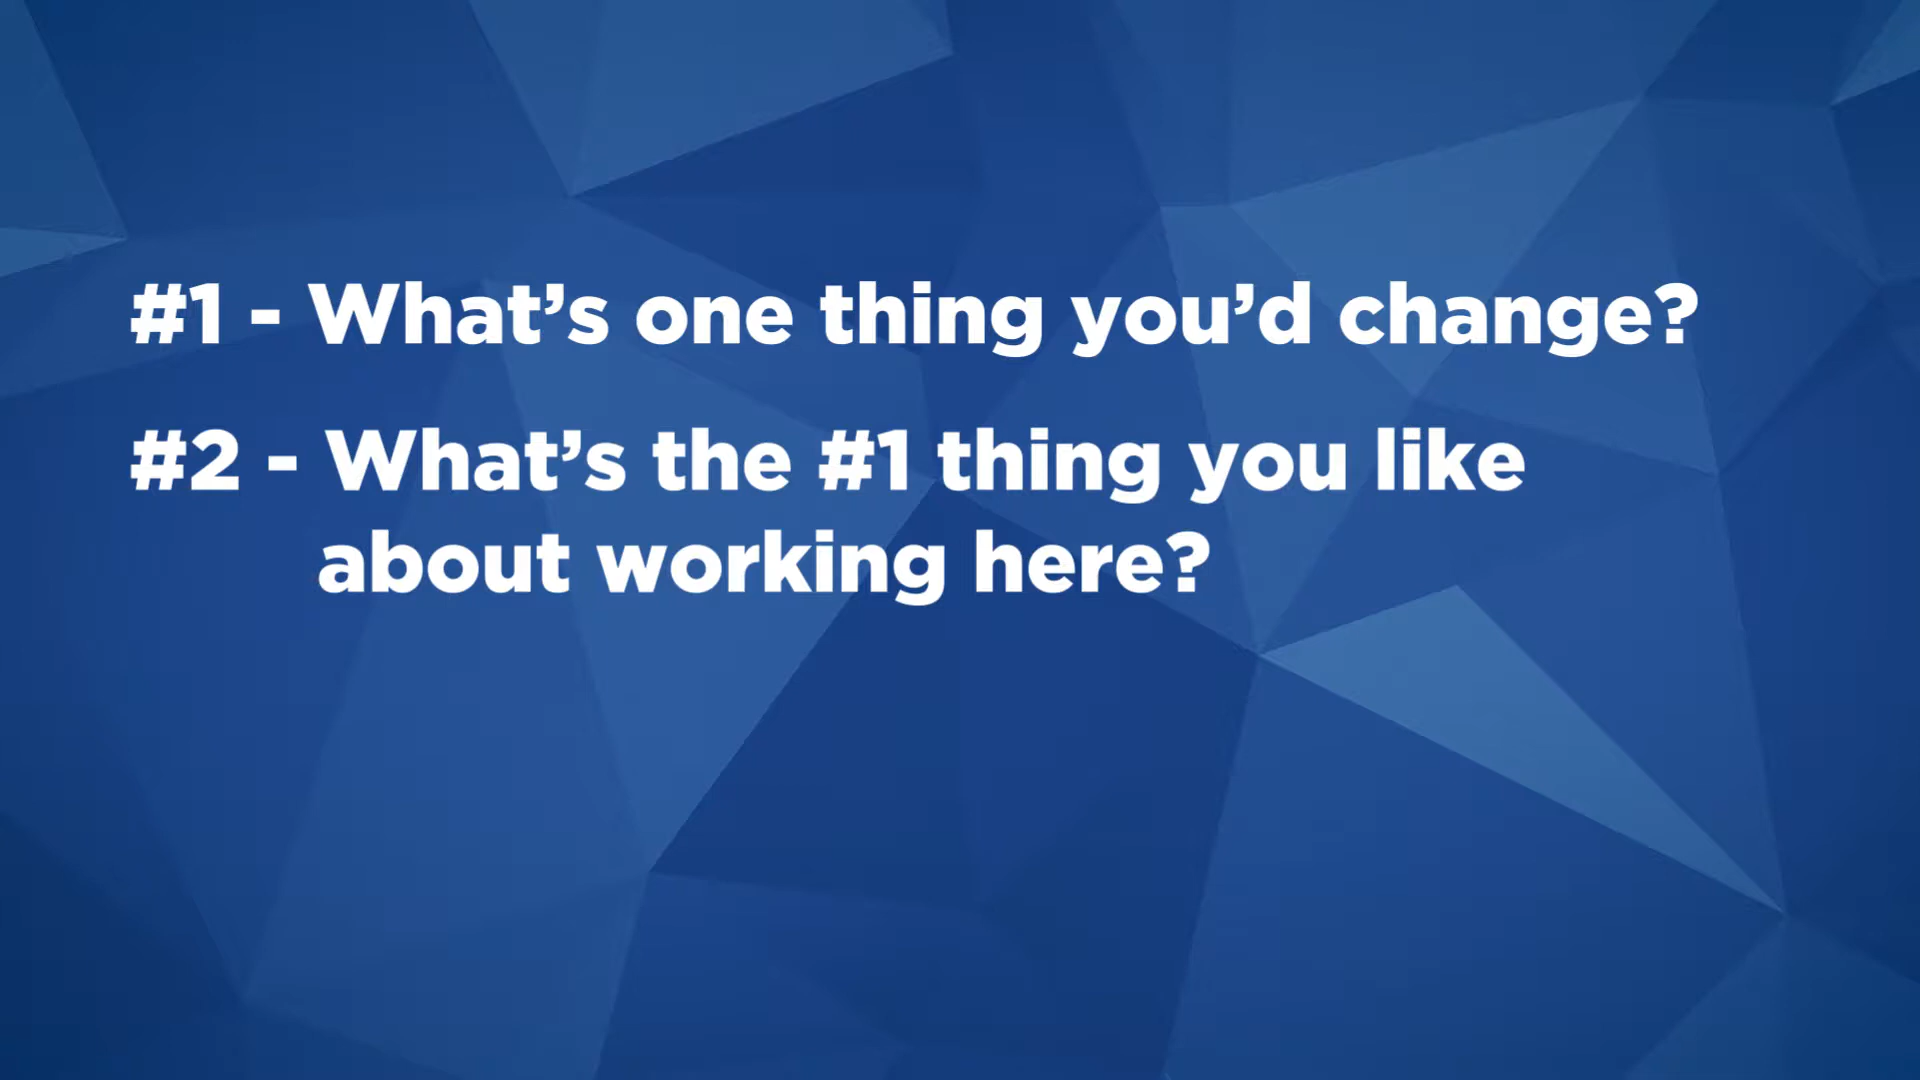 #1 - What’s one thing you’d change?
#2 - What’s the #1 thing you like
about working here?